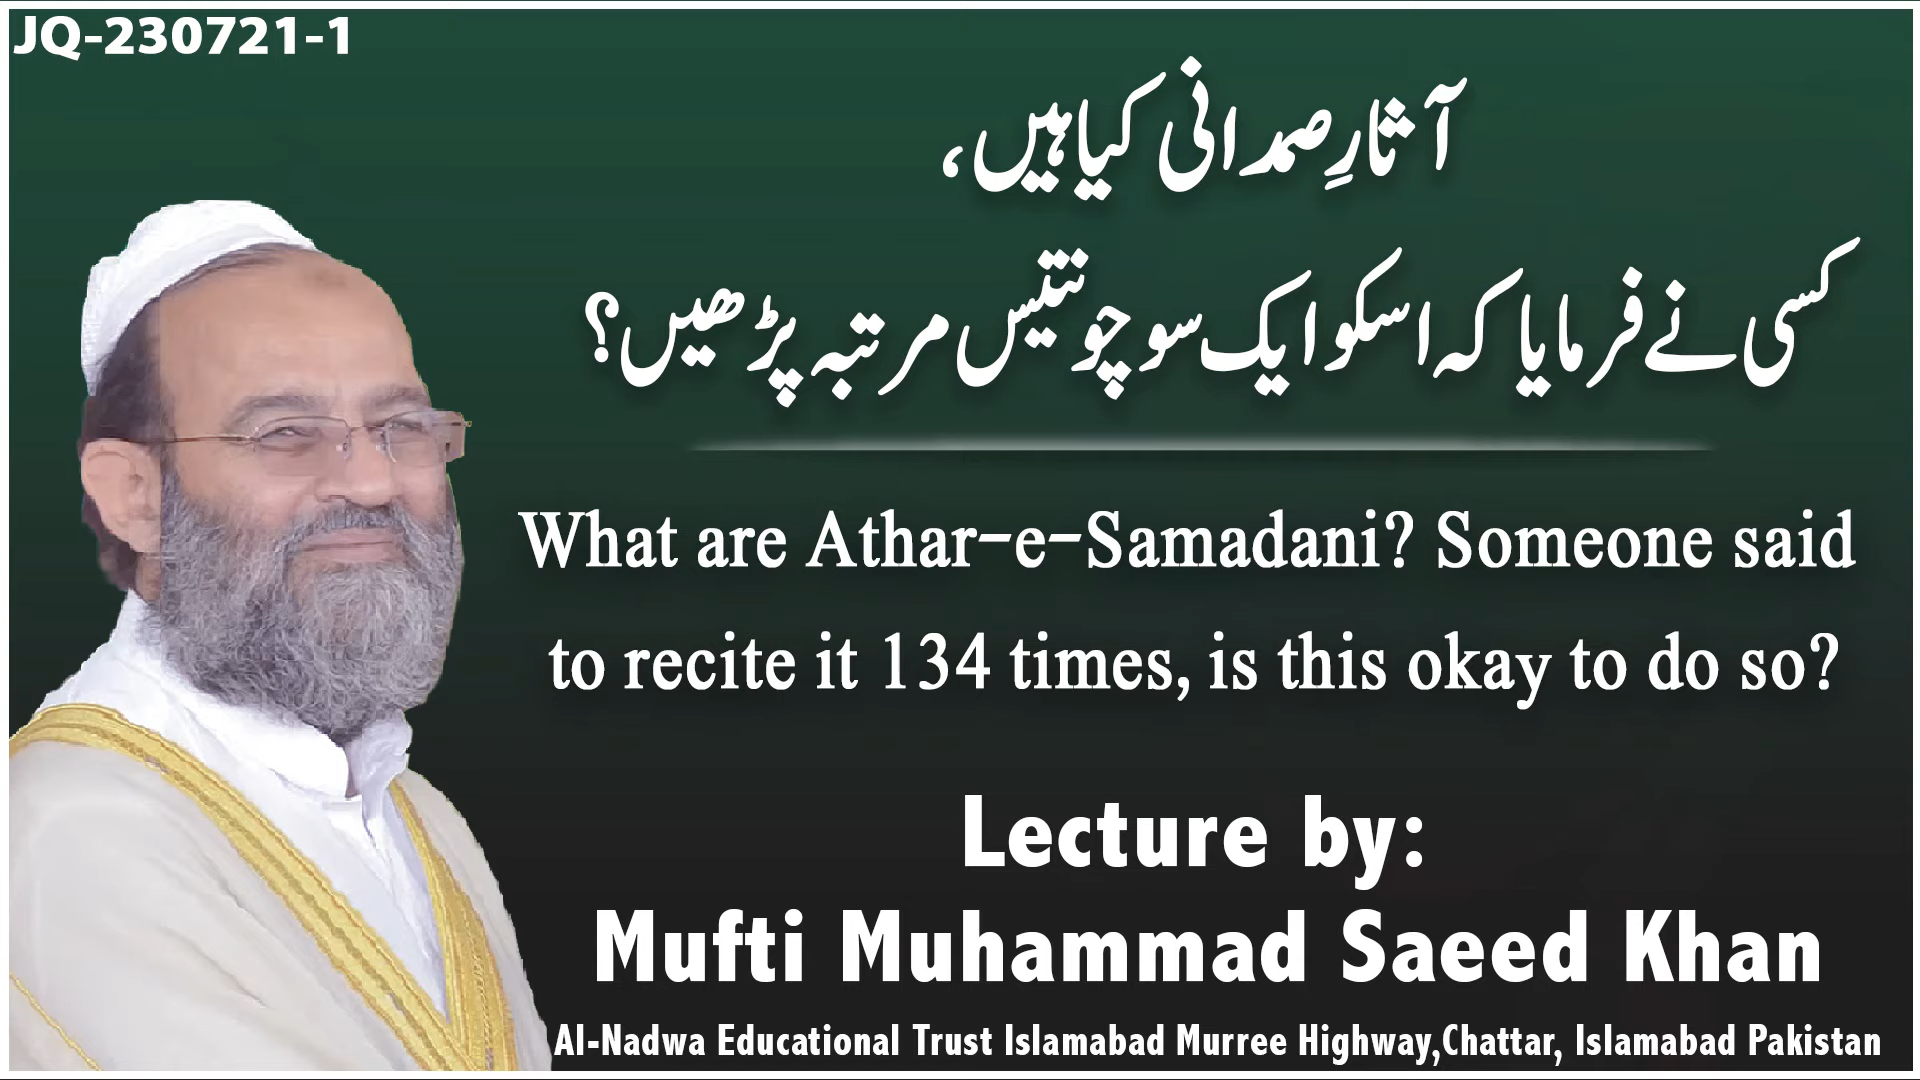 JQ-230721-1
آثارِ صمدانی کیا ہیں،
کسی نے فرمایا کہ اسکو ایک سو چونتیس مرتبہ پڑھیں؟
What are Athar-e-Samadani? Someone said
to recite it 134 times, is this okay to do so?
Lecture by:
Mufti Muhammad Saeed Khan
Al-Nadwa Educational Trust Islamabad Murree Highway,Chattar, Islamabad Pakistan